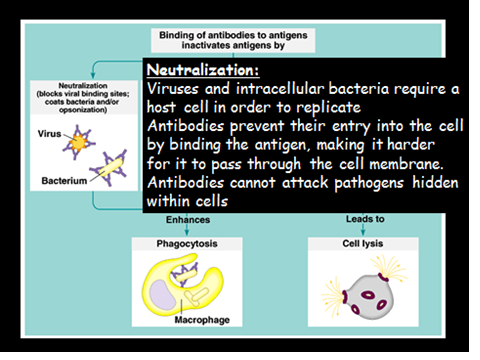 Binding of antibodies to antigens
inactivates antigens by
Neutralization
(blocks viral binding sites;
coats bacteria and/or
opsonization)
Virus
Bacterium
Neutralization:
Viruses and intracellular bacteria require a
host cell in order to replicate
Antibodies prevent their entry into the cell
by binding the antigen, making it harder
for it to pass through the cell membrane.
Antibodies cannot attack pathogens hidden
within cells
Enhances
Phagocytosis
Macrophage
Leads to
Cell lysis